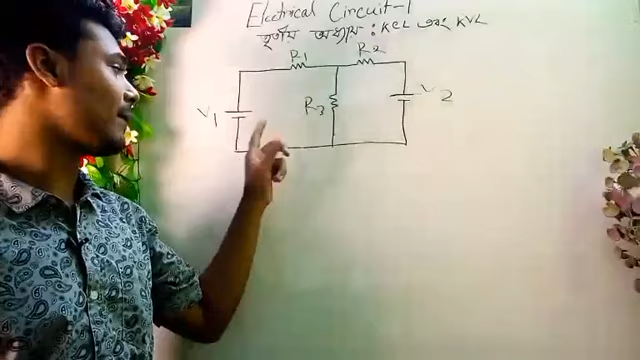 Electrical Circuit-1
তৃতীয় অধ্যায় : KCL এবং KVL
R1
R2
V1
R3
V2